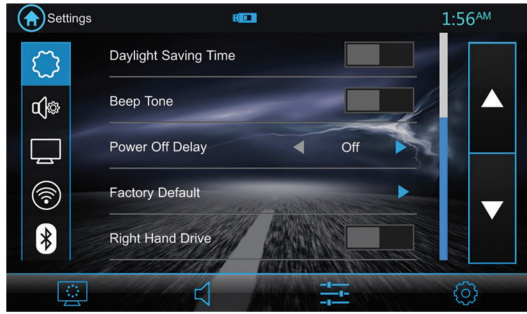 Settings
1:56AM
Daylight Saving Time
Beep Tone
Power Off Delay
Off
Factory Default
Right Hand Drive